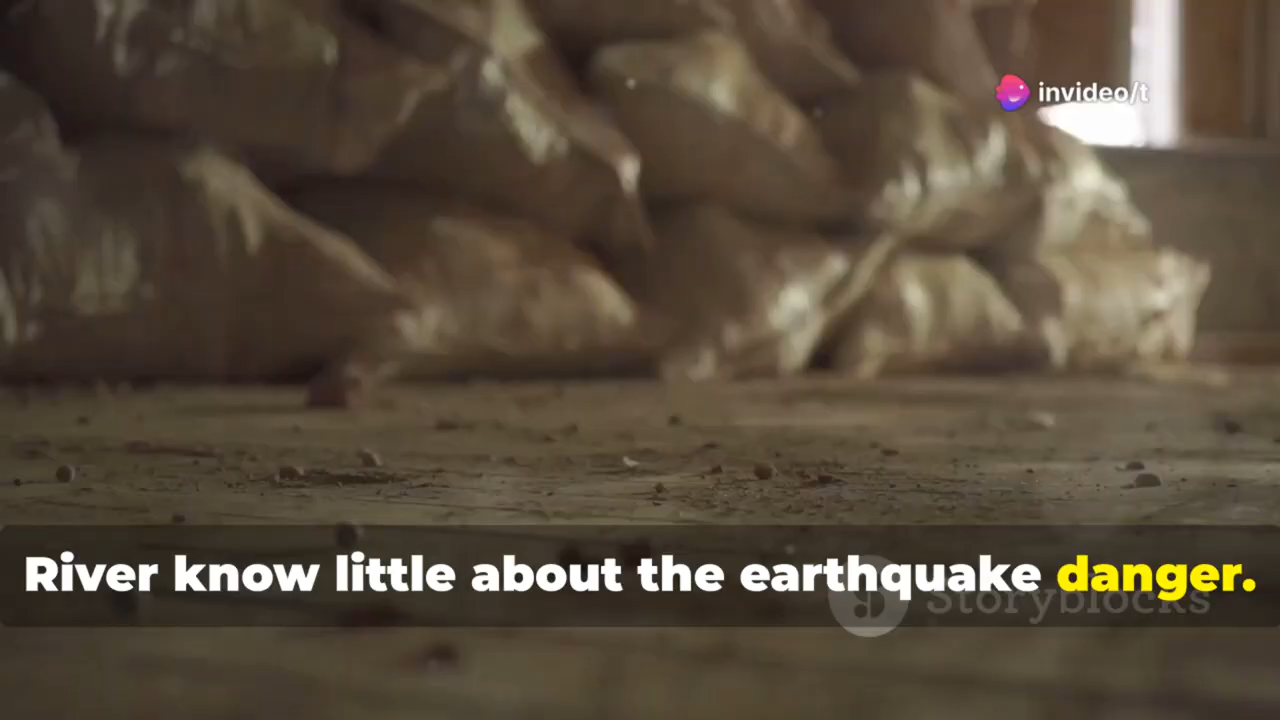 invideo/t
River know little about the earthquake danger.
Storyblocks